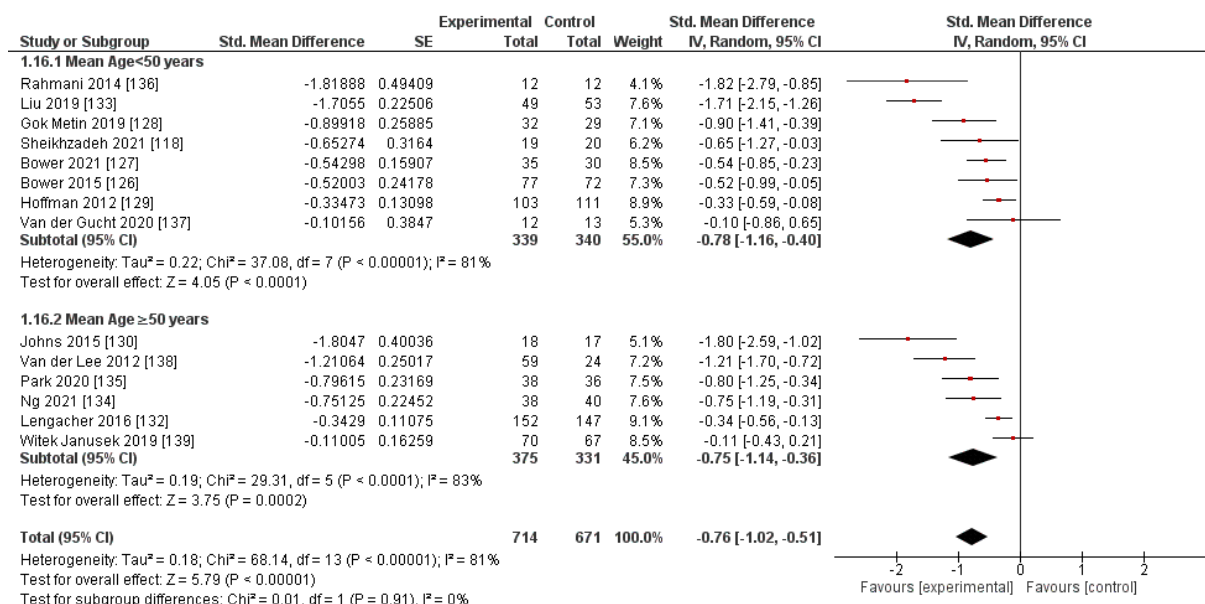 Experimental Control Std. Mean Difference Std. Mean Difference
Study or Subgroup Std. Mean Difference SE Total Total Weight IV, Random, 95% CI IV, Random, 95% CI
1.16.1 Mean Age<50 years
Rahmani 2014 [136] -1.81888 0.49409 12 12 4.1% -1.82 [-2.79, -0.85]
Liu 2019 [133] -1.7055 0.22506 49 53 7.6% -1.71 [-2.15, -1.26]
Gok Metin 2019 [128] -0.89918 0.25885 32 29 7.1% -0.90 [-1.41, -0.39]
Sheikhzadeh 2021 [118] -0.65274 0.3164 19 20 6.2% -0.65 [-1.27, -0.03]
Bower 2021 [127] -0.54298 0.15907 35 30 8.5% -0.54 [-0.85, -0.23]
Bower 2015 [126] -0.52003 0.24178 77 72 7.3% -0.52 [-0.99, -0.05]
Hoffman 2012 [129] -0.33473 0.13098 103 111 8.9% -0.33 [-0.59, -0.08]
Van der Gucht 2020 [137] -0.10156 0.3847 12 13 5.3% -0.10 [-0.86, 0.65]
Subtotal (95% CI) 339 340 55.0% -0.78 [-1.16, -0.40]
Heterogeneity: Tau² = 0.22; Chi² = 37.08, df = 7 (P < 0.00001); I² = 81%
Test for overall effect: Z = 4.05 (P < 0.0001)
1.16.2 Mean Age ≥50 years
Johns 2015 [130] -1.8047 0.40036 18 17 5.1% -1.80 [-2.59, -1.02]
Van der Lee 2012 [138] -1.21064 0.25017 59 24 7.2% -1.21 [-1.70, -0.72]
Park 2020 [135] -0.79615 0.23169 38 36 7.5% -0.80 [-1.25, -0.34]
Ng 2021 [134] -0.75125 0.22452 38 40 7.6% -0.75 [-1.19, -0.31]
Lengacher 2016 [132] -0.3429 0.11075 152 147 9.1% -0.34 [-0.56, -0.13]
Witek Janusek 2019 [139] -0.11005 0.16259 70 67 8.5% -0.11 [-0.43, 0.21]
Subtotal (95% CI) 375 331 45.0% -0.75 [-1.14, -0.36]
Heterogeneity: Tau² = 0.19; Chi² = 29.31, df = 5 (P < 0.0001); I² = 83%
Test for overall effect: Z = 3.75 (P = 0.0002)
Total (95% CI) 714 671 100.0% -0.76 [-1.02, -0.51]
Heterogeneity: Tau² = 0.18; Chi² = 68.14, df = 13 (P < 0.00001); I² = 81%
Test for overall effect: Z = 5.79 (P < 0.00001)
Test for subgroup differences: Chi² = 0.01, df = 1 (P = 0.91), I² = 0%
-2 -1 0 1 2
Favours [experimental] Favours [control]